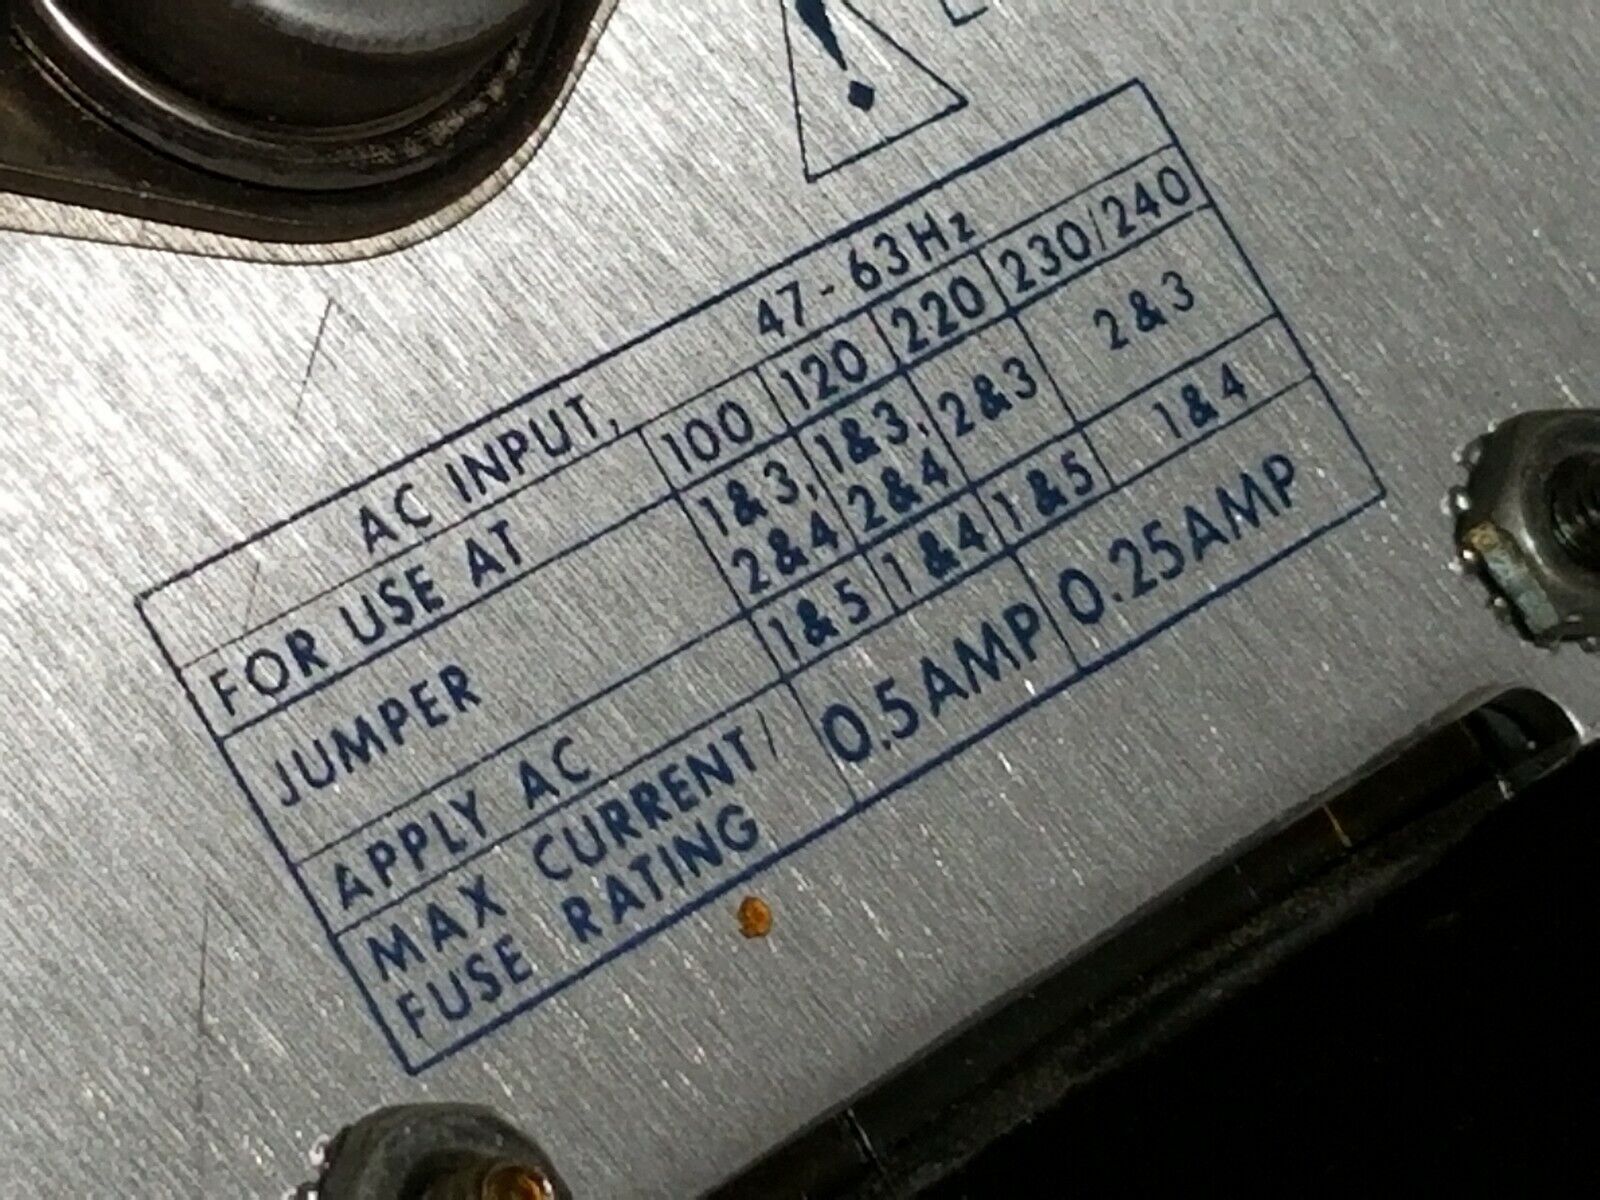 AC INPUT, 47-63Hz
FOR USE AT 100 120 220 230/240
JUMPER 1&3, 1&3, 2&3 2&3
2&4 2&4
APPLY AC 1&5 1&4 1&5 1&4
MAX CURRENT/ 0.5AMP 0.25AMP
FUSE RATING